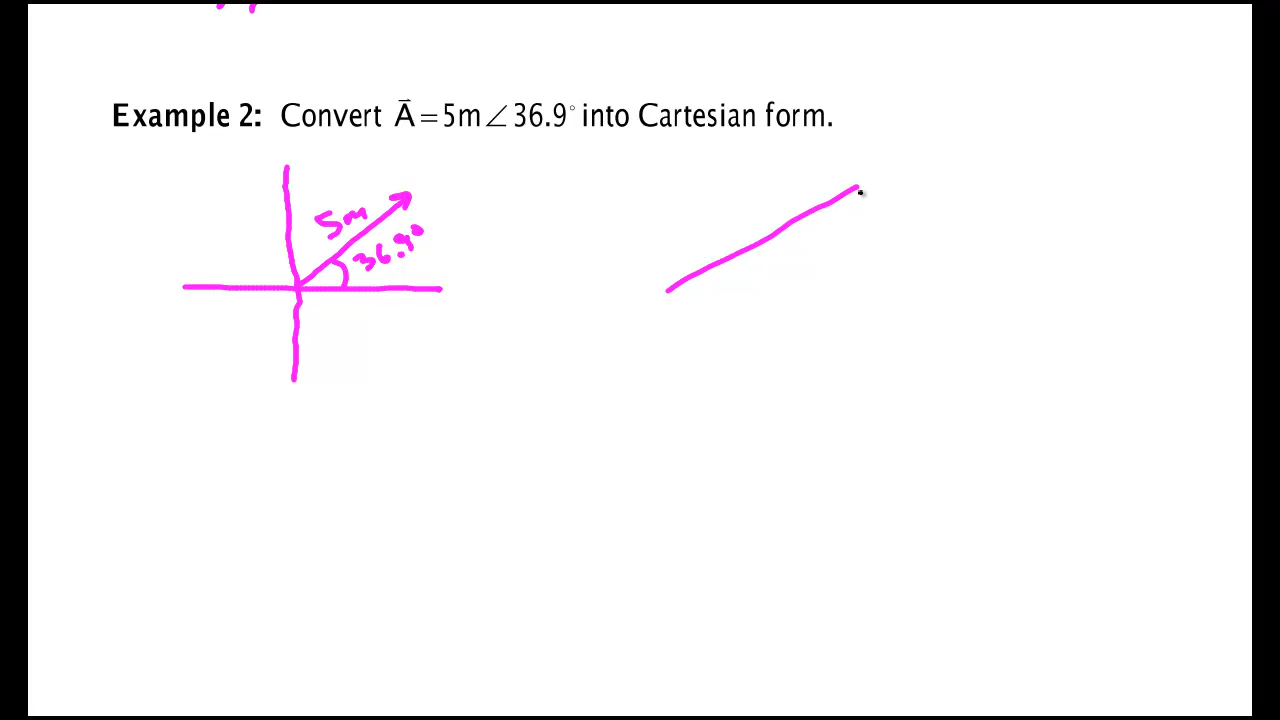 Example 2: Convert A⃗ = 5m∠36.9° into Cartesian form.
5m
36.9°